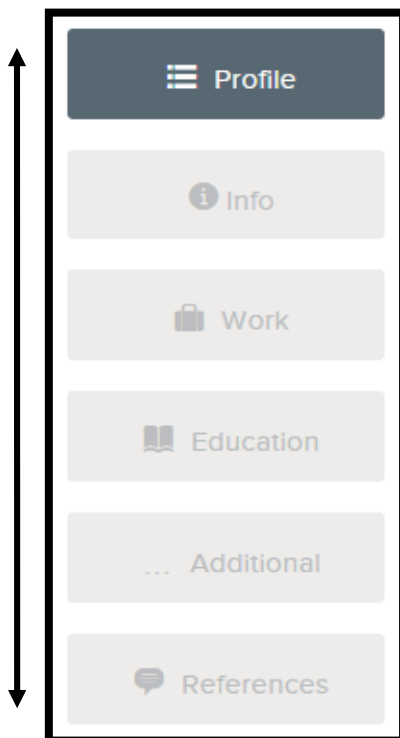 Profile
Info
Work
Education
... Additional
References